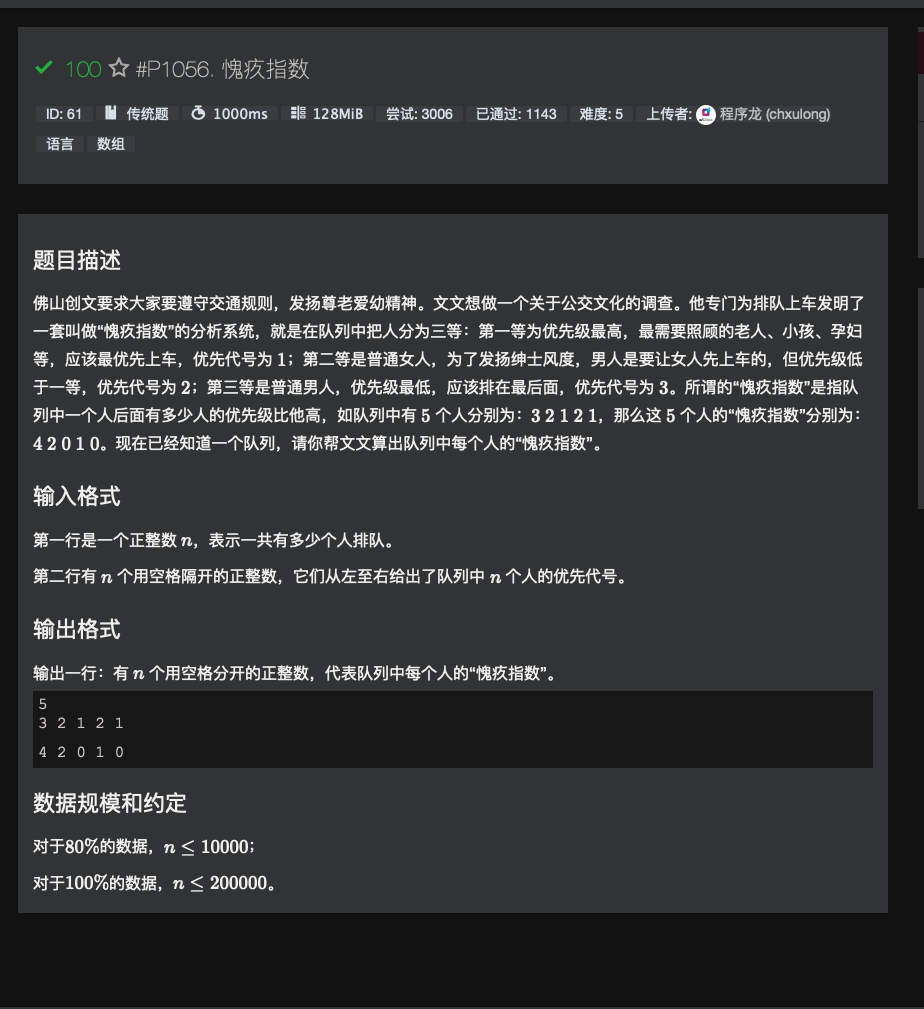 100 #P1056. 愧疚指数
ID: 61 传统题 1000ms 128MiB 尝试: 3006 已通过: 1143 难度: 5 上传者: 程序龙 (chxulong)
语言 数组
题目描述
佛山创文要求大家要遵守交通规则，发扬尊老爱幼精神。文文想做一个关于公交文化的调查。他专门为排队上车发明了
一套叫做“愧疚指数”的分析系统，就是在队列中把人分为三等：第一等为优先级最高，最需要照顾的老人、小孩、孕妇
等，应该最优先上车，优先代号为 1；第二等是普通女人，为了发扬绅士风度，男人是要让女人先上车的，但优先级低
于一等，优先代号为 2；第三等是普通男人，优先级最低，应该排在最后面，优先代号为 3。所谓的“愧疚指数”是指队
列中一个人后面有多少人的优先级比他高，如队列中有 5 个人分别为：3 2 1 2 1，那么这 5 个人的“愧疚指数”分别为：
4 2 0 1 0。现在已经知道一个队列，请你帮文文算出队列中每个人的“愧疚指数”。
输入格式
第一行是一个正整数 n，表示一共有多少个人排队。
第二行有 n 个用空格隔开的正整数，它们从左至右给出了队列中 n 个人的优先代号。
输出格式
输出一行：有 n 个用空格分开的正整数，代表队列中每个人的“愧疚指数”。
5
3 2 1 2 1
4 2 0 1 0
数据规模和约定
对于80%的数据，n ≤ 10000；
对于100%的数据，n ≤ 200000。